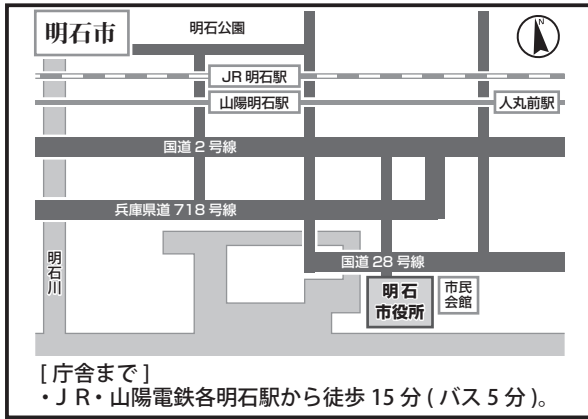 明石市
明石公園
N
JR 明石駅
山陽明石駅
人丸前駅
国道 2 号線
兵庫県道 718 号線
明石川
国道 28 号線
明石
市役所
市民
会館
[ 庁舎まで ]
・ＪＲ・山陽電鉄各明石駅から徒歩 15 分 ( バス 5 分 )。